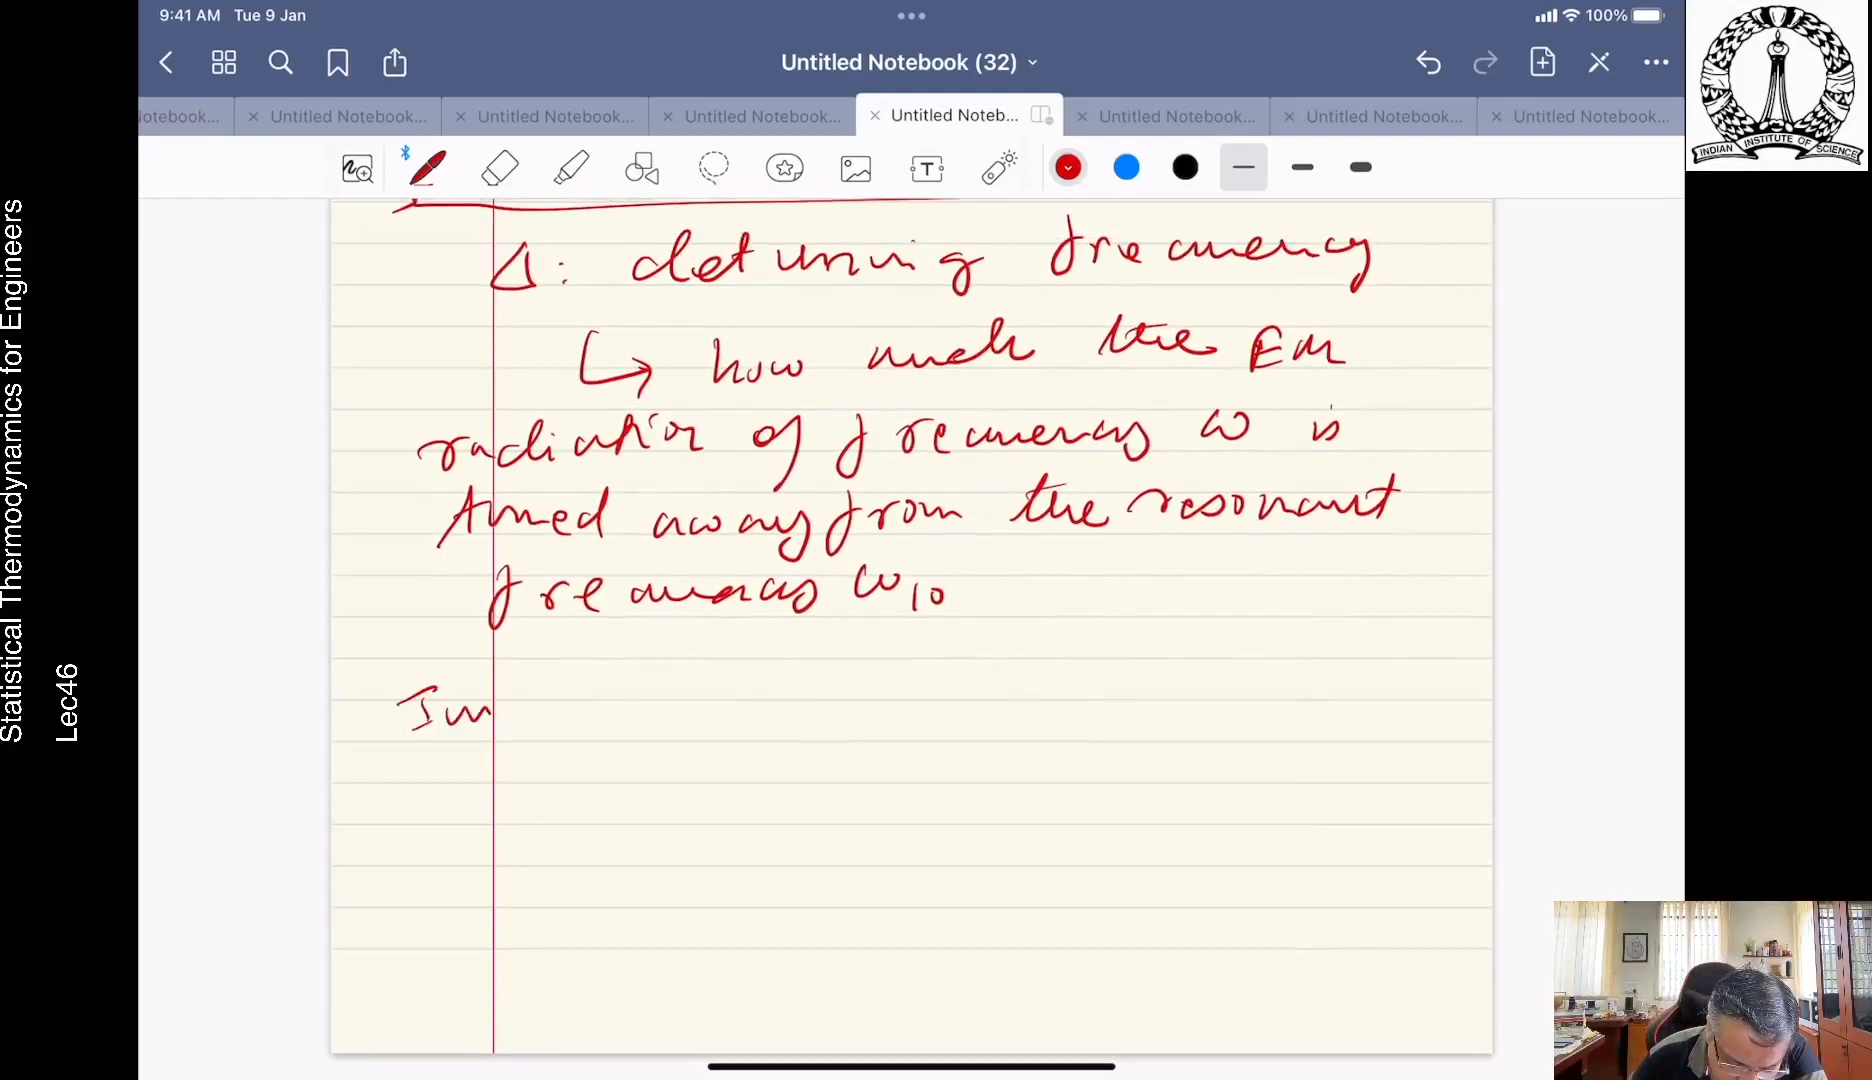 9:41 AM Tue 9 Jan
100%
Untitled Notebook (32)
otebook...
Untitled Notebook...
Untitled Notebook...
Untitled Notebook...
Untitled Noteb...
Untitled Notebook...
Untitled Notebook...
Untitled Notebook...
T
INDIAN INSTITUTE OF SCIENCE
Statistical Thermodynamics for Engineers
Lec46
Δ: detuning frequency
↳ how much the EM
radiation of frequency ω is
tuned away from the resonant
frequency ω₁₀